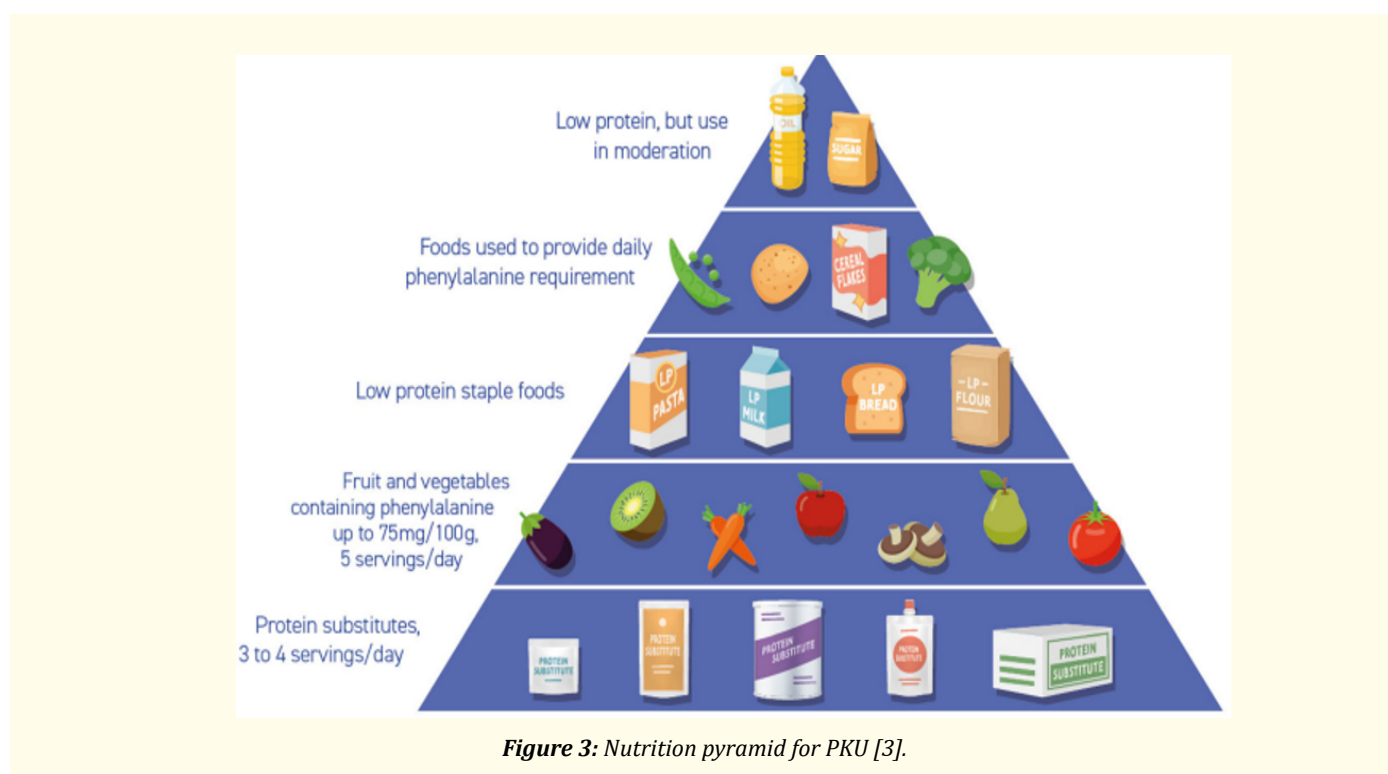 Low protein, but use
in moderation
OIL
SUGAR
Foods used to provide daily
phenylalanine requirement
CEREAL
FLAKES
Low protein staple foods
LP
PASTA
LP
MILK
LP
BREAD
-LP-
FLOUR
Fruit and vegetables
containing phenylalanine
up to 75mg/100g,
5 servings/day
Protein substitutes,
3 to 4 servings/day
PROTEIN
SUBSTITUTE
PROTEIN
SUBSTITUTE
PROTEIN
SUBSTITUTE
PROTEIN
SUBSTITUTE
PROTEIN
SUBSTITUTE
Figure 3: Nutrition pyramid for PKU [3].